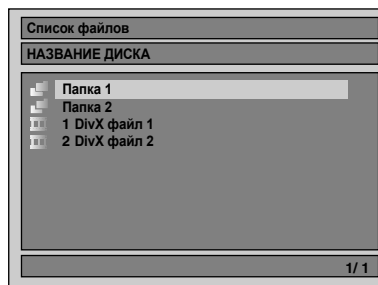 Список файлов
НАЗВАНИЕ ДИСКА
Папка 1
Папка 2
1 DivX файл 1
2 DivX файл 2
1/ 1